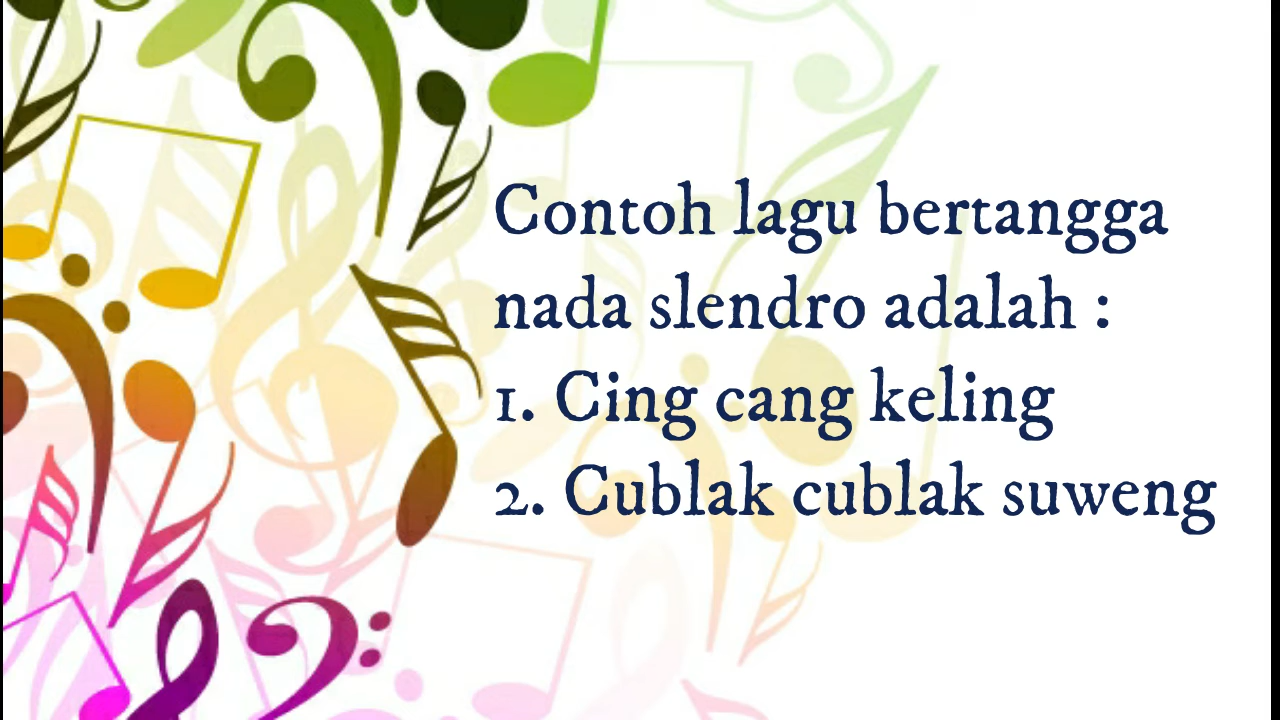 Contoh lagu bertangga
nada slendro adalah :
1. Cing cang keling
2. Cublak cublak suweng